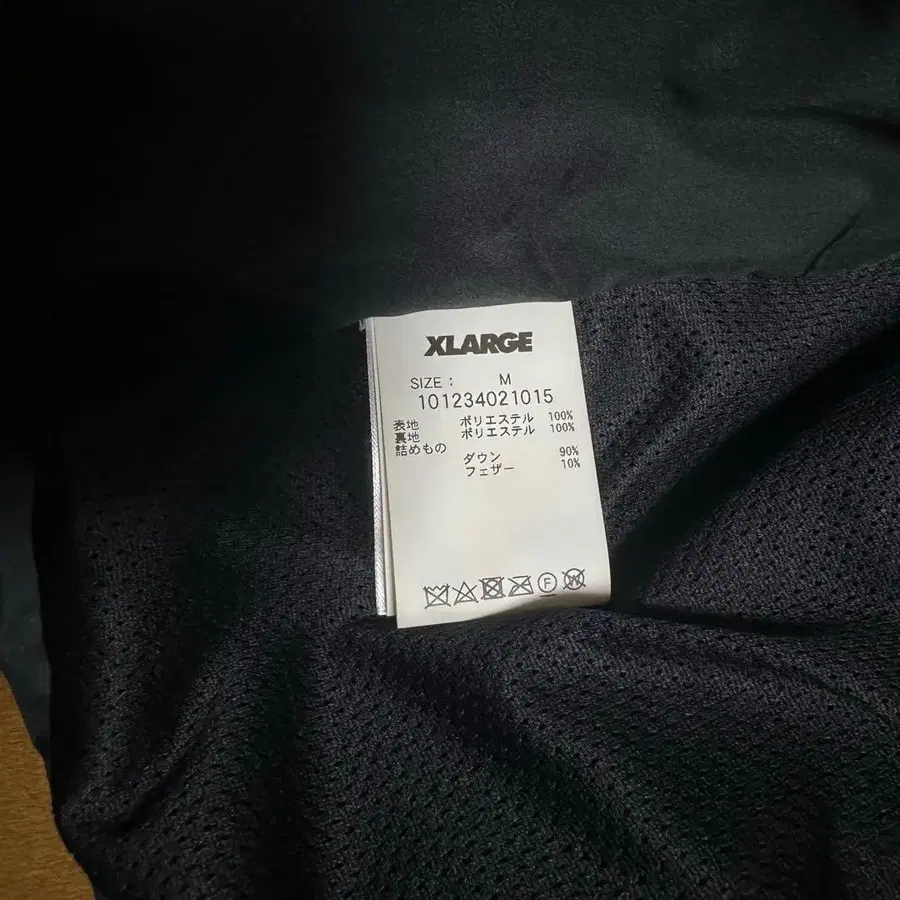 XLARGE
SIZE : M
101234021015
表地 ポリエステル 100%
裏地 ポリエステル 100%
詰めもの
ダウン 90%
フェザー 10%
F
W